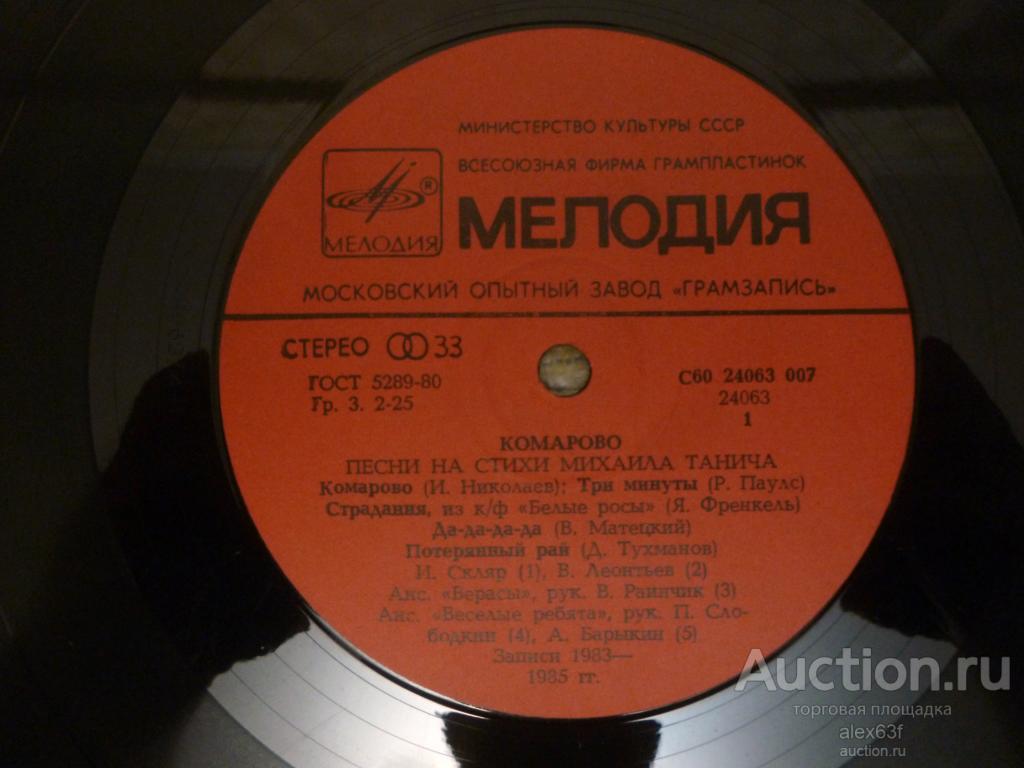 МИНИСТЕРСТВО КУЛЬТУРЫ СССР
ВСЕСОЮЗНАЯ ФИРМА ГРАМПЛАСТИНОК
®
МЕЛОДИЯ
МЕЛОДИЯ
МОСКОВСКИЙ ОПЫТНЫЙ ЗАВОД «ГРАМЗАПИСЬ»
СТЕРЕО 33
ГОСТ 5289-80
Гр. 3. 2-25
С60 24063 007
24063
1
КОМАРОВО
ПЕСНИ НА СТИХИ МИХАИЛА ТАНИЧА
Комарово (И. Николаев); Три минуты (Р. Паулс)
Страдания, из к/ф «Белые росы» (Я. Френкель)
Да-да-да-да (В. Матецкий)
Потерянный рай (Д. Тухманов)
И. Скляр (1), В. Леонтьев (2)
Анс. «Верасы», рук. В. Раинчик (3)
Анс. «Веселые ребята», рук. П. Сло-
бодкин (4), А. Барыкин (5)
Записи 1983—
1985 гг.
Auction.ru
торговая площадка
alex63f
auction.ru